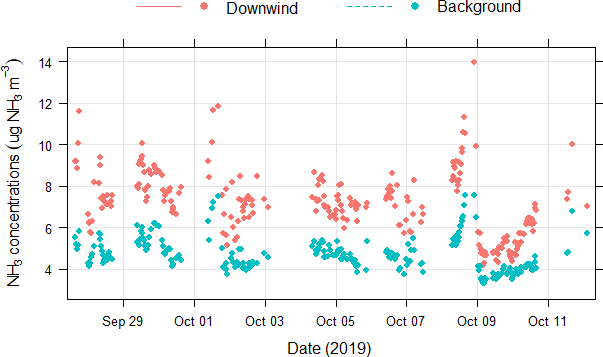 Downwind Background
NH₃ concentrations (ug NH₃ m⁻³)
14
12
10
8
6
4
Sep 29 Oct 01 Oct 03 Oct 05 Oct 07 Oct 09 Oct 11
Date (2019)